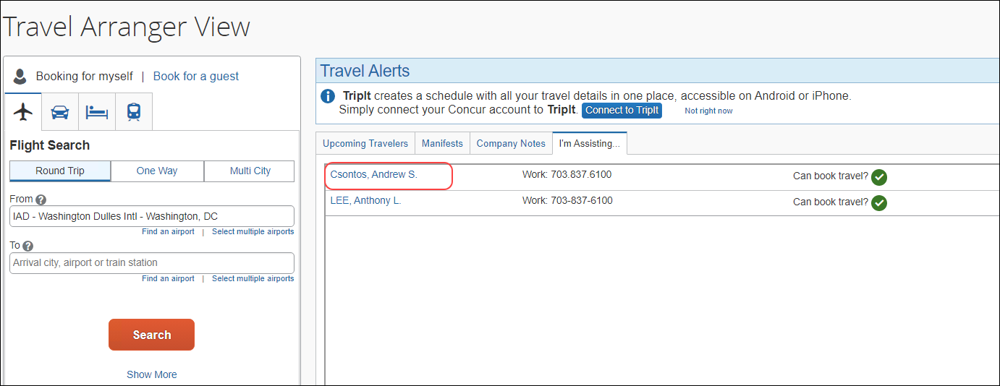 Travel Arranger View
Booking for myself | Book for a guest
Flight Search
Round Trip One Way Multi City
From ?
IAD - Washington Dulles Intl - Washington, DC
Find an airport | Select multiple airports
To ?
Arrival city, airport or train station
Find an airport | Select multiple airports
Search
Show More
Travel Alerts
i TripIt creates a schedule with all your travel details in one place, accessible on Android or iPhone.
Simply connect your Concur account to TripIt. Connect to TripIt Not right now
Upcoming Travelers Manifests Company Notes I'm Assisting...
Csontos, Andrew S. Work: 703.837.6100 Can book travel?
LEE, Anthony L. Work: 703-837-6100 Can book travel?